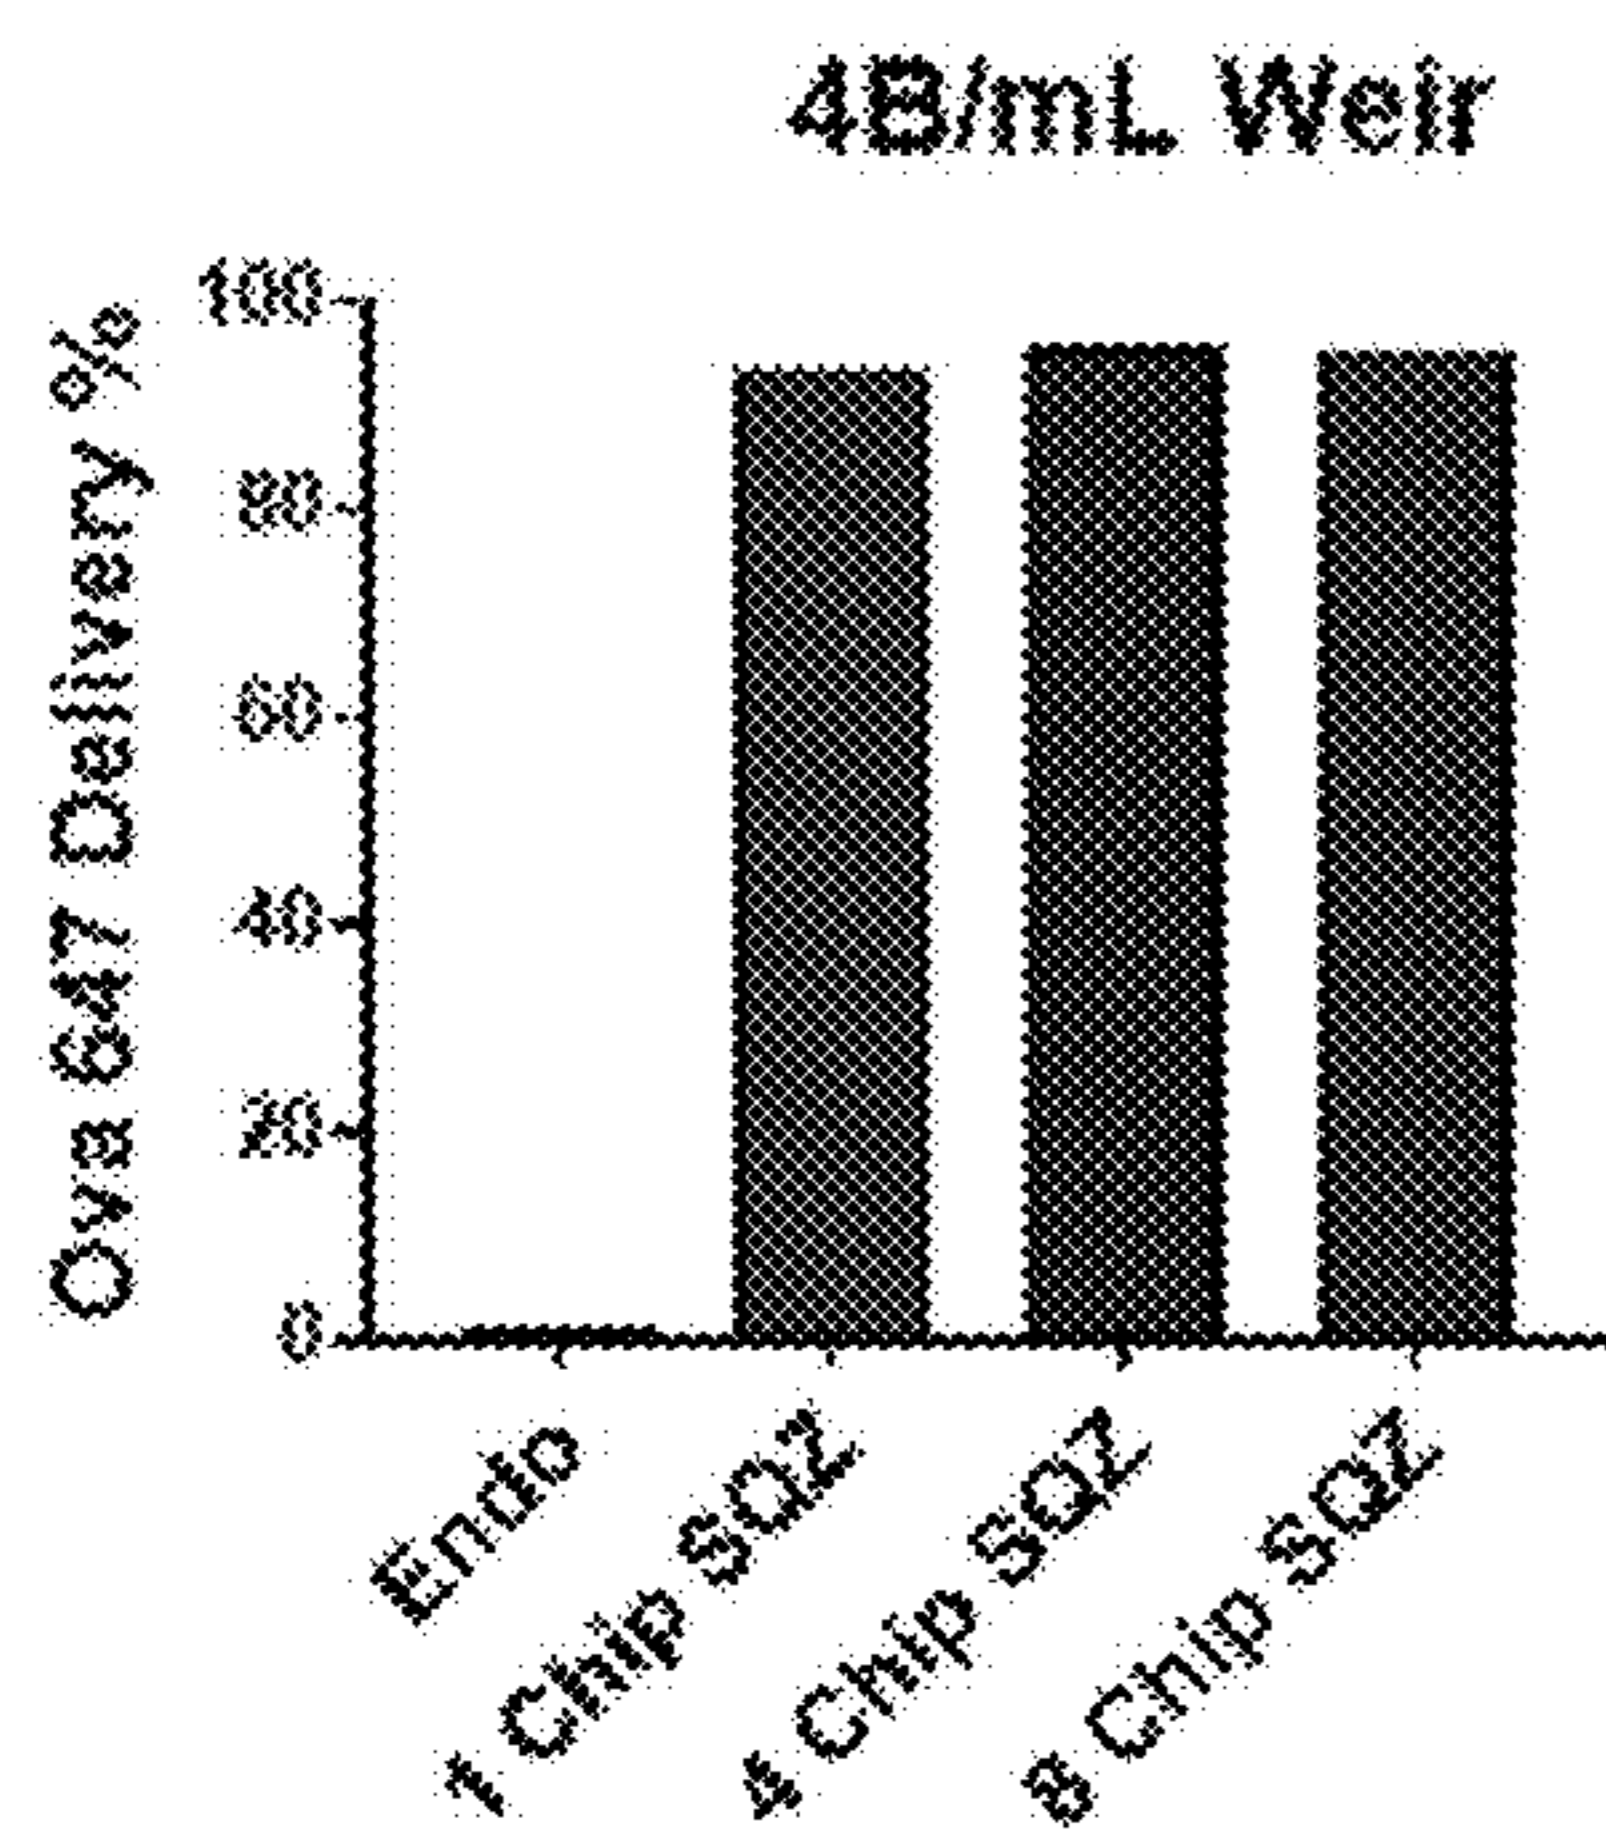 4B/mL Weir
Ova 647 Delivery %
100
80
60
40
20
0
Endo
1 Chip SQZ
4 Chip SQZ
8 Chip SQZ